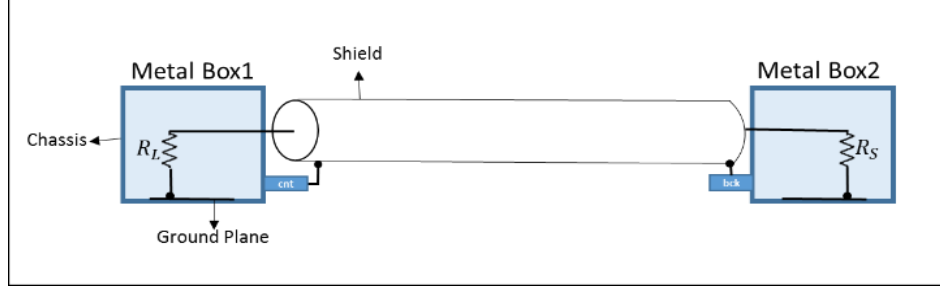 Shield
Metal Box1
Metal Box2
Chassis
R_L
R_S
cnt
bck
Ground Plane